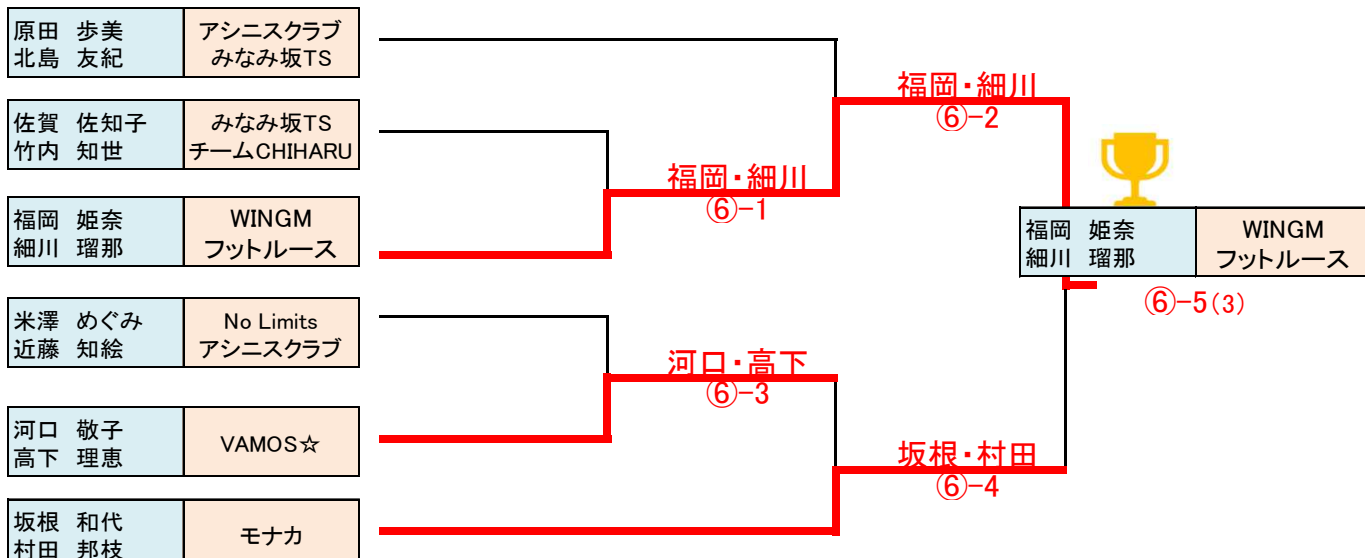 原田　歩美
北島　友紀
アシニスクラブ
みなみ坂TS
佐賀　佐知子
竹内　知世
みなみ坂TS
チームCHIHARU
福岡　姫奈
細川　瑠那
WINGM
フットルース
米澤　めぐみ
近藤　知絵
No Limits
アシニスクラブ
河口　敬子
高下　理恵
VAMOS☆
坂根　和代
村田　邦枝
モナカ
福岡・細川
⑥-1
河口・高下
⑥-3
福岡・細川
⑥-2
坂根・村田
⑥-4
福岡　姫奈
細川　瑠那
WINGM
フットルース
⑥-5(3)